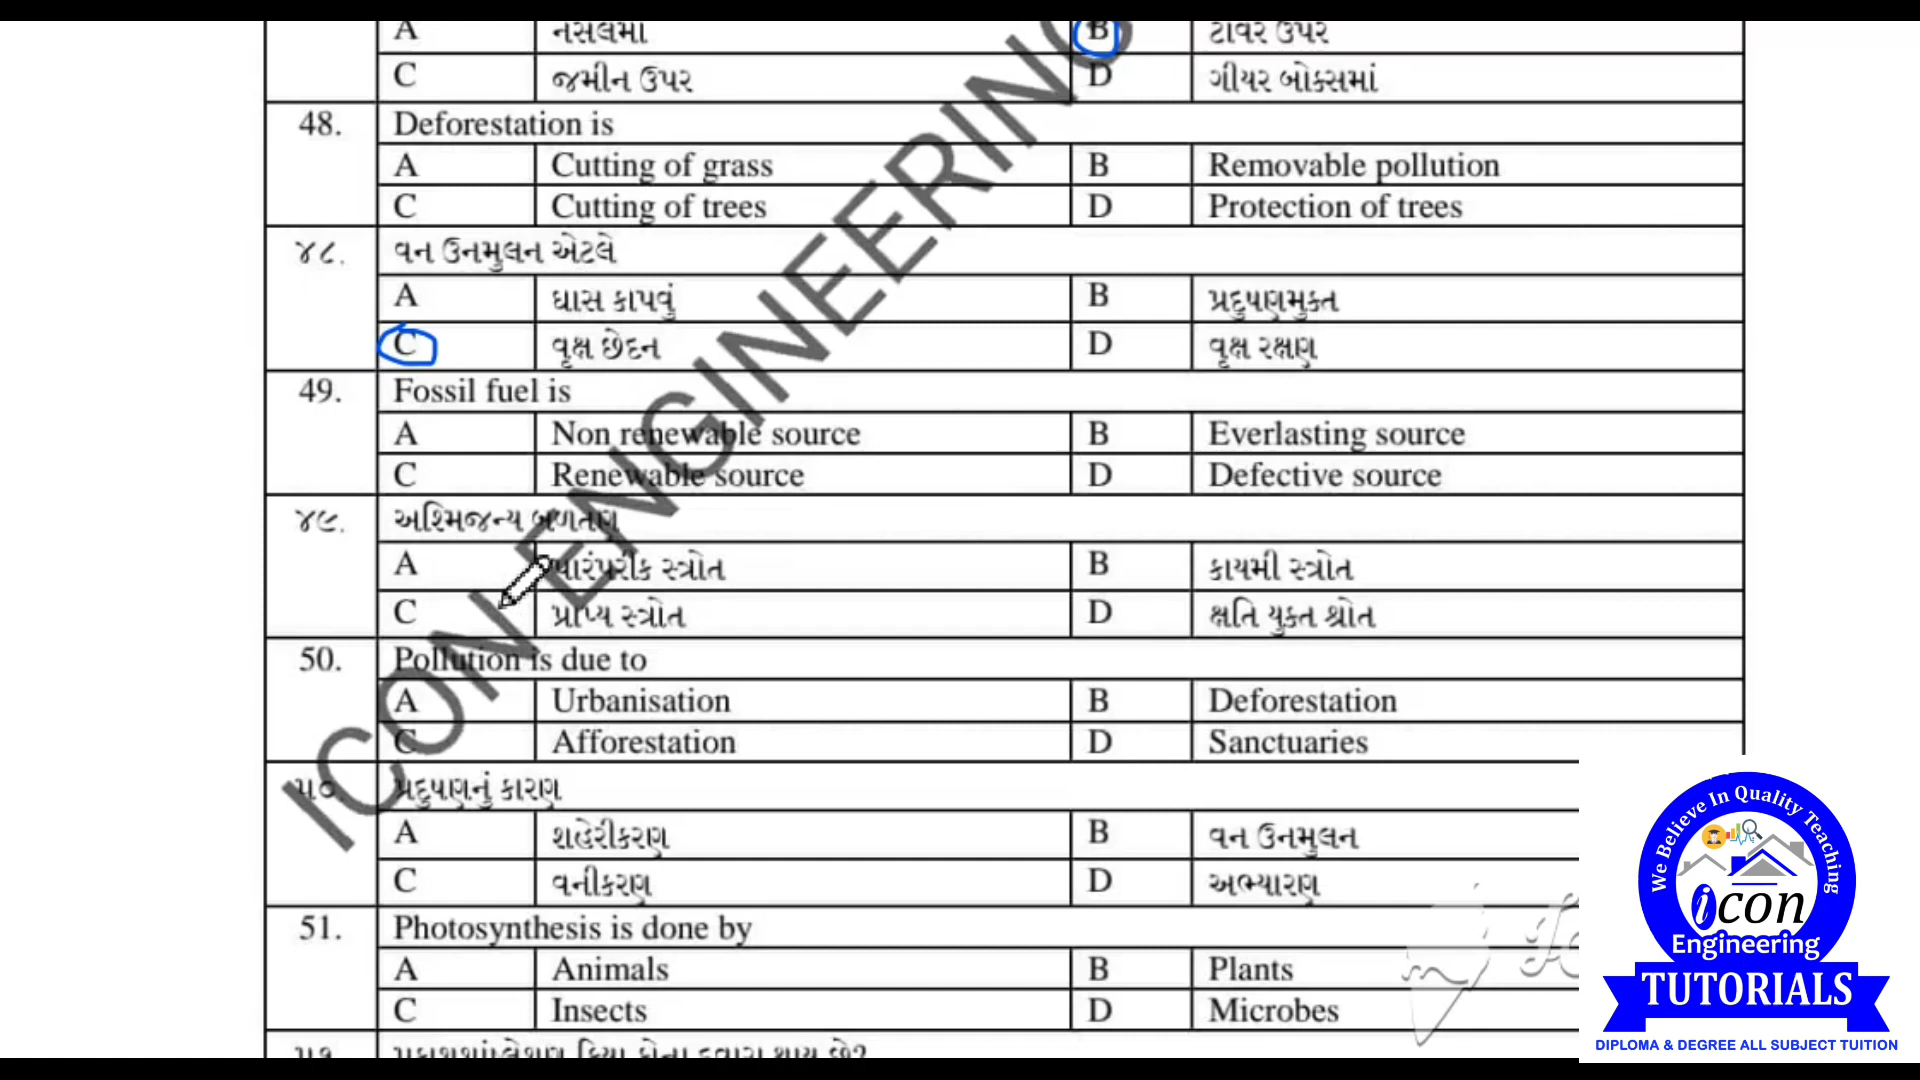 A નસેલમાં B ટાવર ઉપર
C જમીન ઉપર D ગીયર બોક્સમાં
48. Deforestation is
A Cutting of grass B Removable pollution
C Cutting of trees D Protection of trees
૪૮. વન ઉનમુલન એટલે
A ઘાસ કાપવું B પ્રદુષણમુક્ત
C વૃક્ષ છેદન D વૃક્ષ રક્ષણ
49. Fossil fuel is
A Non renewable source B Everlasting source
C Renewable source D Defective source
૪૯. અશ્મિજન્ય બળતણ
A પારંપરીક સ્ત્રોત B કાયમી સ્ત્રોત
C પ્રાપ્ય સ્ત્રોત D ક્ષતિ યુક્ત શ્રોત
50. Pollution is due to
A Urbanisation B Deforestation
C Afforestation D Sanctuaries
૫૦. પ્રદુષણનું કારણ
A શહેરીકરણ B વન ઉનમુલન
C વનીકરણ D અભ્યારણ
51. Photosynthesis is done by
A Animals B Plants
C Insects D Microbes
ICON ENGINEERING
We Believe In Quality Teaching
icon
Engineering
TUTORIALS
DIPLOMA & DEGREE ALL SUBJECT TUITION